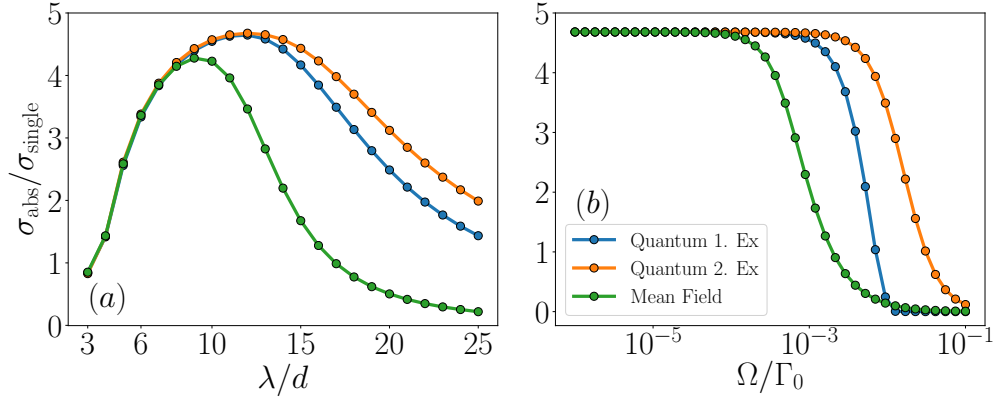 5
4
3
2
1
0
σabs/σsingle
(a)
3 6 10 15 20 25
λ/d
5
4
3
2
1
0
(b)
Quantum 1. Ex
Quantum 2. Ex
Mean Field
10⁻⁵ 10⁻³ 10⁻¹
Ω/Γ₀